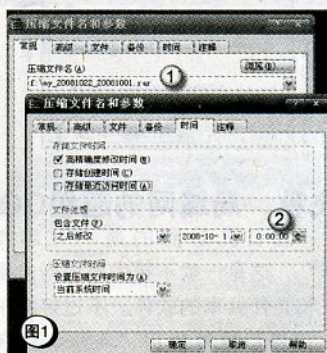 压缩文件名和参数
常规 高级 文件 备份 时间 注释
压缩文件名(A)
浏览(B)...
f:\my_20081022_20081001.rar
①
压缩文件名和参数
常规 高级 文件 备份 时间 注释
存储文件时间
高精确度修改时间(M)
存储创建时间(C)
存储最近访问时间(A)
文件处理
②
包含文件(F)
之后修改 2008-10- 1 0:00:00
压缩文件时间
设置压缩文件时间为(A)
当前系统时间
图1
确定 取消 帮助